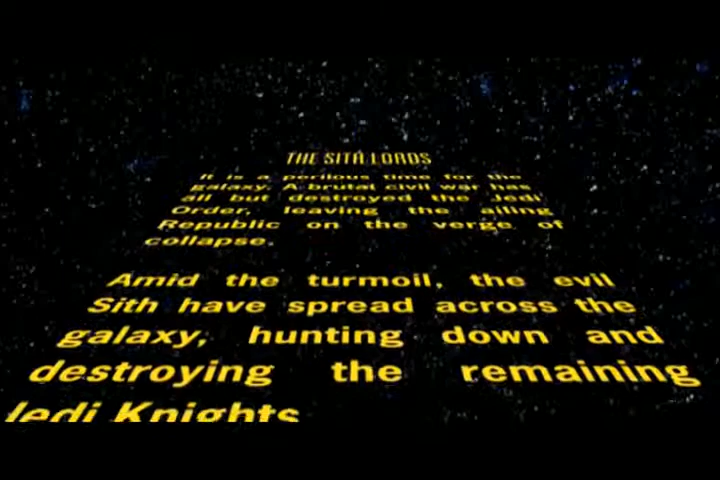 THE SITH LORDS
It is a perilous time for the
galaxy. A brutal civil war has
all but destroyed the Jedi
Order, leaving the ailing
Republic on the verge of
collapse.
Amid the turmoil, the evil
Sith have spread across the
galaxy, hunting down and
destroying the remaining
Jedi Knights